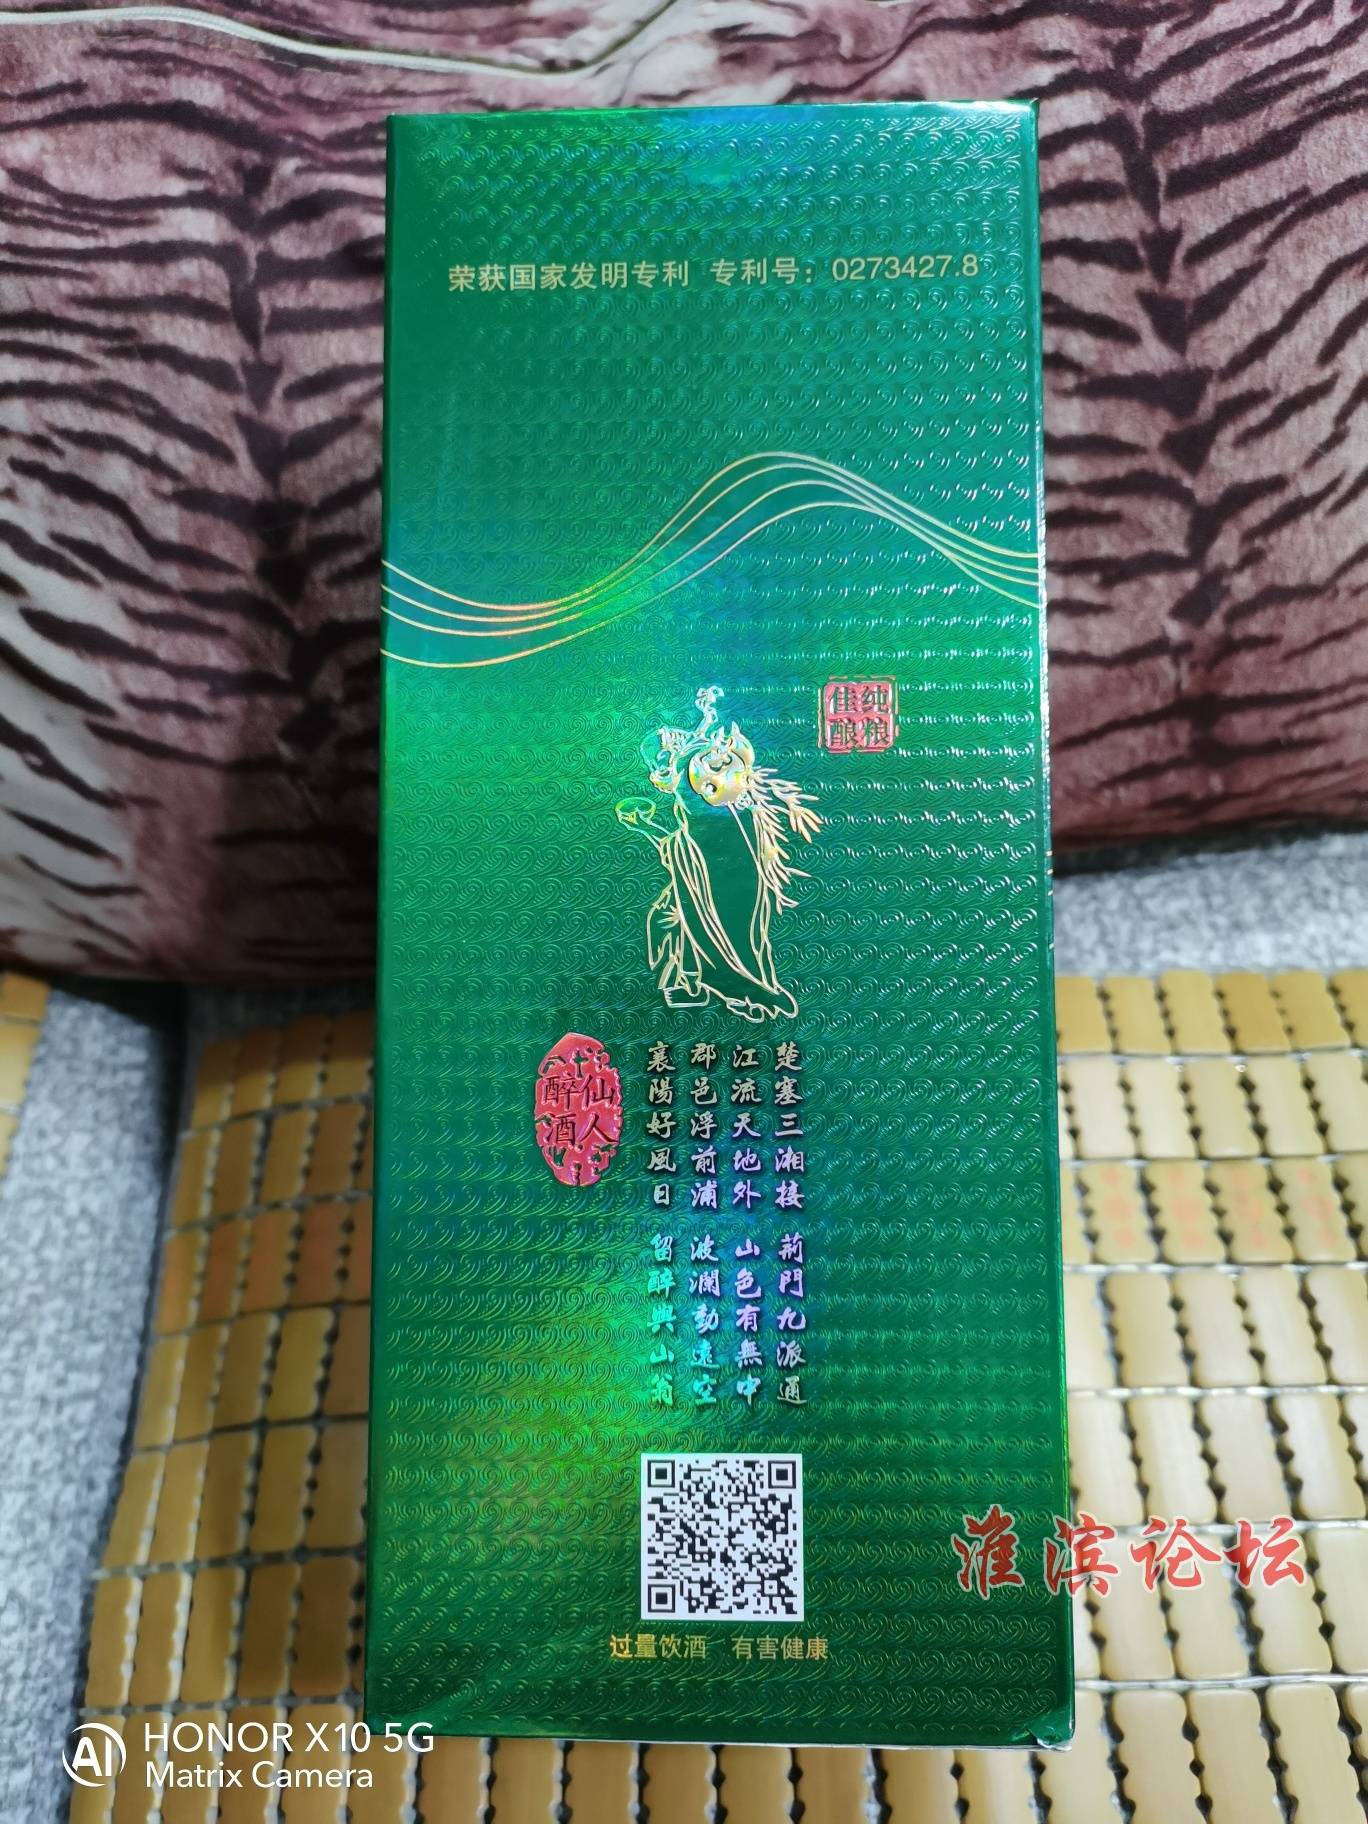 荣获国家发明专利 专利号：0273427.8
纯粮
佳酿
楚塞三湘接 荊門九派通
江流天地外 山色有無中
郡邑浮前浦 波瀾動遠空
襄陽好風日 留醉與山翁
仙人
醉酒
过量饮酒 有害健康
淮滨论坛
AI HONOR X10 5G
Matrix Camera